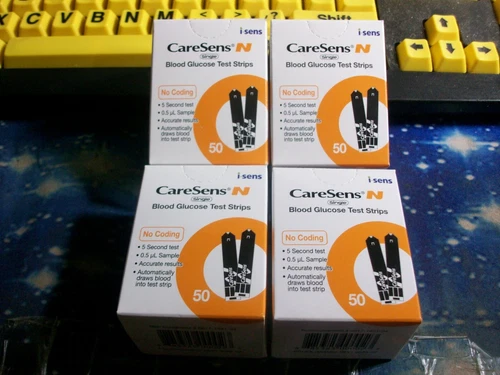 X C V B N M < > ? Shift
i-sens
CareSens® N
Single
Blood Glucose Test Strips
No Coding
• 5 Second test
• 0.5 µL Sample
• Accurate results
• Automatically
draws blood
into test strip
50
i-sens
CareSens® N
Single
Blood Glucose Test Strips
No Coding
• 5 Second test
• 0.5 µL Sample
• Accurate results
• Automatically
draws blood
into test strip
50
i-sens
CareSens® N
Single
Blood Glucose Test Strips
No Coding
• 5 Second test
• 0.5 µL Sample
• Accurate results
• Automatically
draws blood
into test strip
50
i-sens
CareSens® N
Single
Blood Glucose Test Strips
No Coding
• 5 Second test
• 0.5 µL Sample
• Accurate results
• Automatically
draws blood
into test strip
50